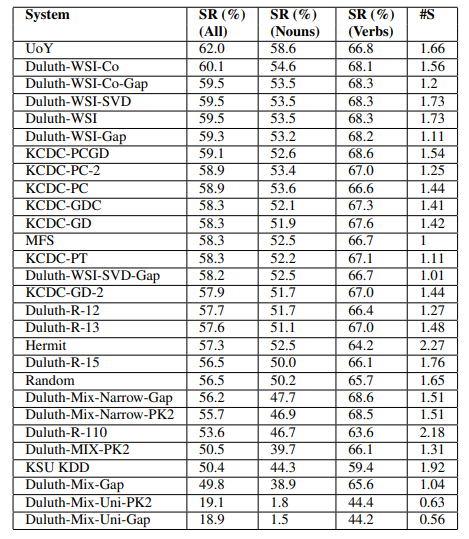 System SR (%) SR (%) SR (%) #S
(All) (Nouns) (Verbs)
UoY 62.0 58.6 66.8 1.66
Duluth-WSI-Co 60.1 54.6 68.1 1.56
Duluth-WSI-Co-Gap 59.5 53.5 68.3 1.2
Duluth-WSI-SVD 59.5 53.5 68.3 1.73
Duluth-WSI 59.5 53.5 68.3 1.73
Duluth-WSI-Gap 59.3 53.2 68.2 1.11
KCDC-PCGD 59.1 52.6 68.6 1.54
KCDC-PC-2 58.9 53.4 67.0 1.25
KCDC-PC 58.9 53.6 66.6 1.44
KCDC-GDC 58.3 52.1 67.3 1.41
KCDC-GD 58.3 51.9 67.6 1.42
MFS 58.3 52.5 66.7 1
KCDC-PT 58.3 52.2 67.1 1.11
Duluth-WSI-SVD-Gap 58.2 52.5 66.7 1.01
KCDC-GD-2 57.9 51.7 67.0 1.44
Duluth-R-12 57.7 51.7 66.4 1.27
Duluth-R-13 57.6 51.1 67.0 1.48
Hermit 57.3 52.5 64.2 2.27
Duluth-R-15 56.5 50.0 66.1 1.76
Random 56.5 50.2 65.7 1.65
Duluth-Mix-Narrow-Gap 56.2 47.7 68.6 1.51
Duluth-Mix-Narrow-PK2 55.7 46.9 68.5 1.51
Duluth-R-110 53.6 46.7 63.6 2.18
Duluth-MIX-PK2 50.5 39.7 66.1 1.31
KSU KDD 50.4 44.3 59.4 1.92
Duluth-Mix-Gap 49.8 38.9 65.6 1.04
Duluth-Mix-Uni-PK2 19.1 1.8 44.4 0.63
Duluth-Mix-Uni-Gap 18.9 1.5 44.2 0.56